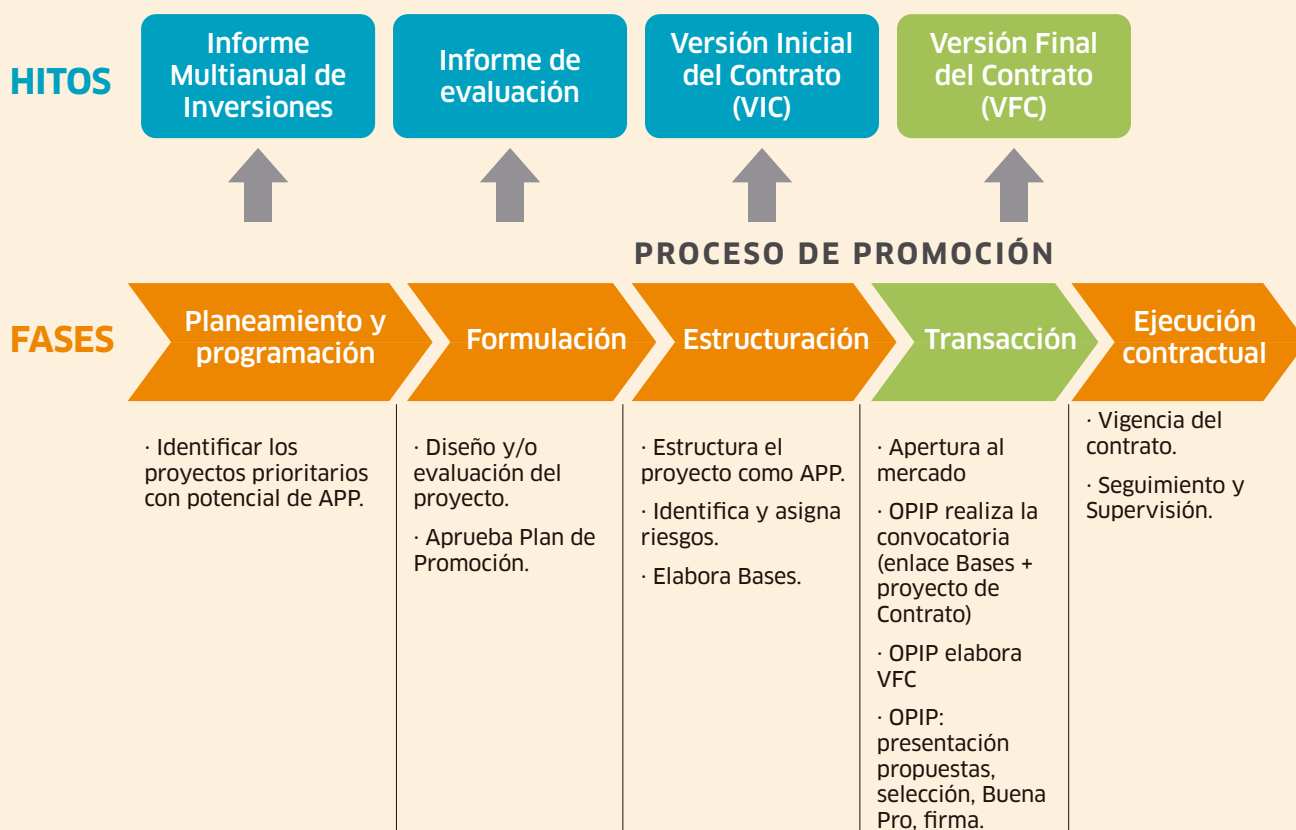 HITOS
Informe
Multianual de
Inversiones
Informe de
evaluación
Versión Inicial
del Contrato
(VIC)
Versión Final
del Contrato
(VFC)
PROCESO DE PROMOCIÓN
FASES
Planeamiento y
programación
Formulación
Estructuración
Transacción
Ejecución
contractual
· Identificar los
proyectos prioritarios
con potencial de APP.
· Diseño y/o
evaluación del
proyecto.
· Aprueba Plan de
Promoción.
· Estructura el
proyecto como APP.
· Identifica y asigna
riesgos.
· Elabora Bases.
· Apertura al
mercado
· OPIP realiza la
convocatoria
(enlace Bases +
proyecto de
Contrato)
· OPIP elabora
VFC
· OPIP:
presentación
propuestas,
selección, Buena
Pro, firma.
· Vigencia del
contrato.
· Seguimiento y
Supervisión.